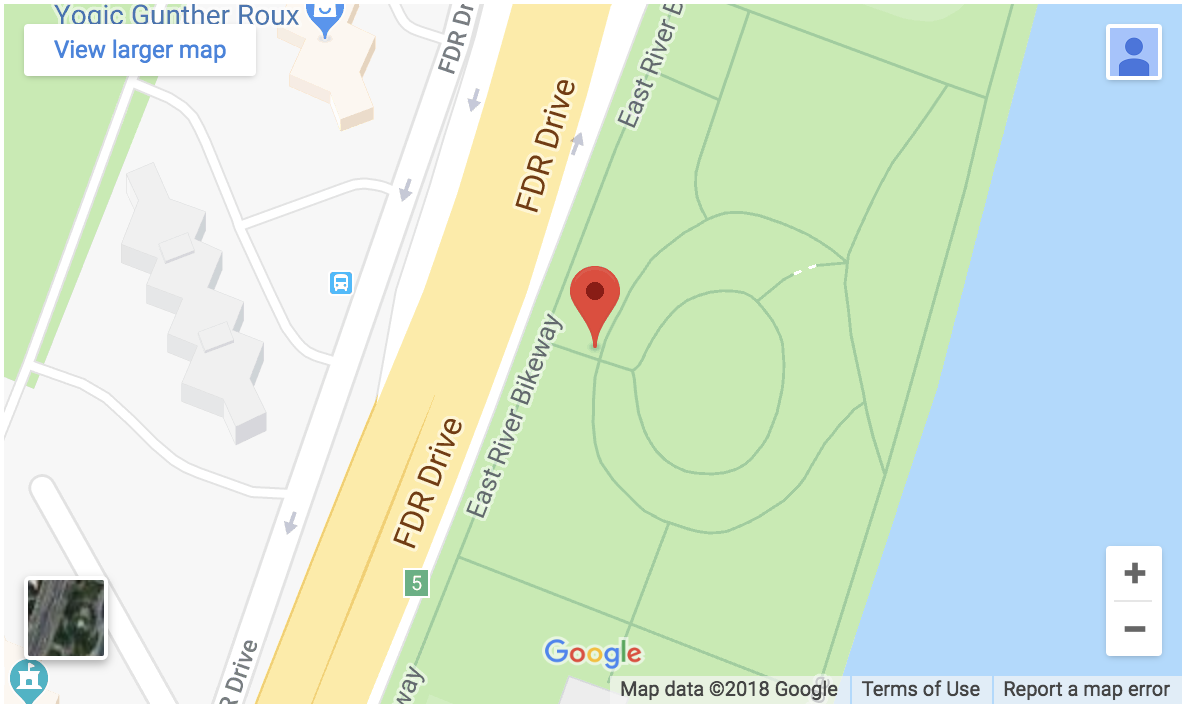 Yogic Gunther Roux
View larger map
FDR Dr
East River B
FDR Drive
East River Bikeway
FDR Drive
5
R Drive
way
Google
Map data ©2018 Google
Terms of Use
Report a map error